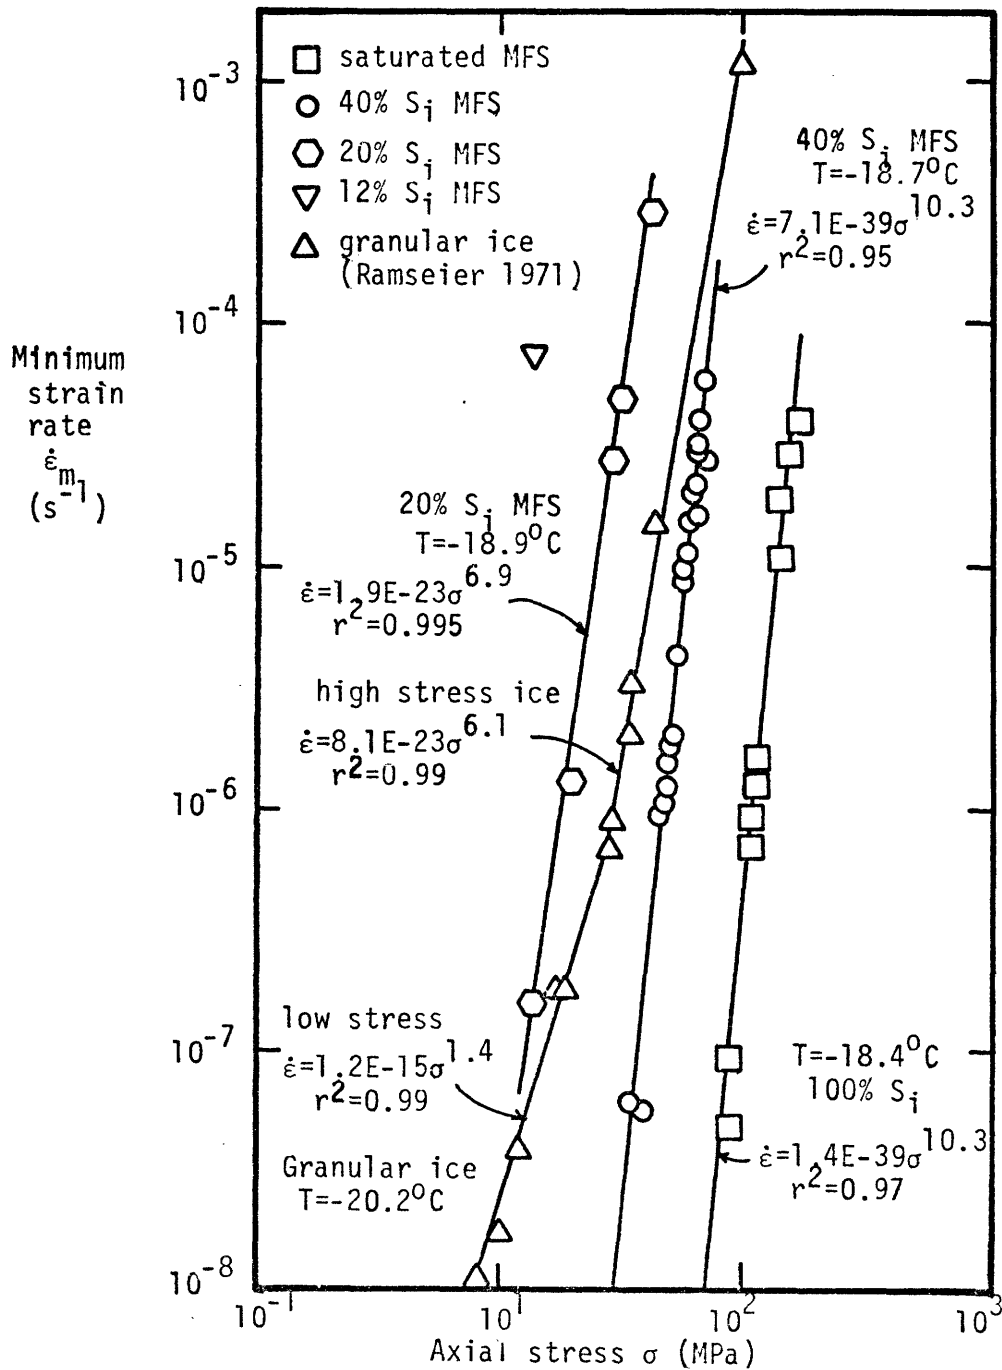 saturated MFS
40% Si MFS
20% Si MFS
12% Si MFS
granular ice
(Ramseier 1971)
40% Si MFS
T=-18.7°C
ε̇=7.1E-39σ^10.3
r²=0.95
10^-3
10^-4
10^-5
10^-6
10^-7
10^-8
Minimum
strain
rate
ε̇m
(s^-1)
20% Si MFS
T=-18.9°C
ε̇=1.9E-23σ^6.9
r²=0.995
high stress ice
ε̇=8.1E-23σ^6.1
r²=0.99
low stress
ε̇=1.2E-15σ^1.4
r²=0.99
Granular ice
T=-20.2°C
T=-18.4°C
100% Si
ε̇=1.4E-39σ^10.3
r²=0.97
10^-1
10^1
10^2
10^3
Axial stress σ (MPa)